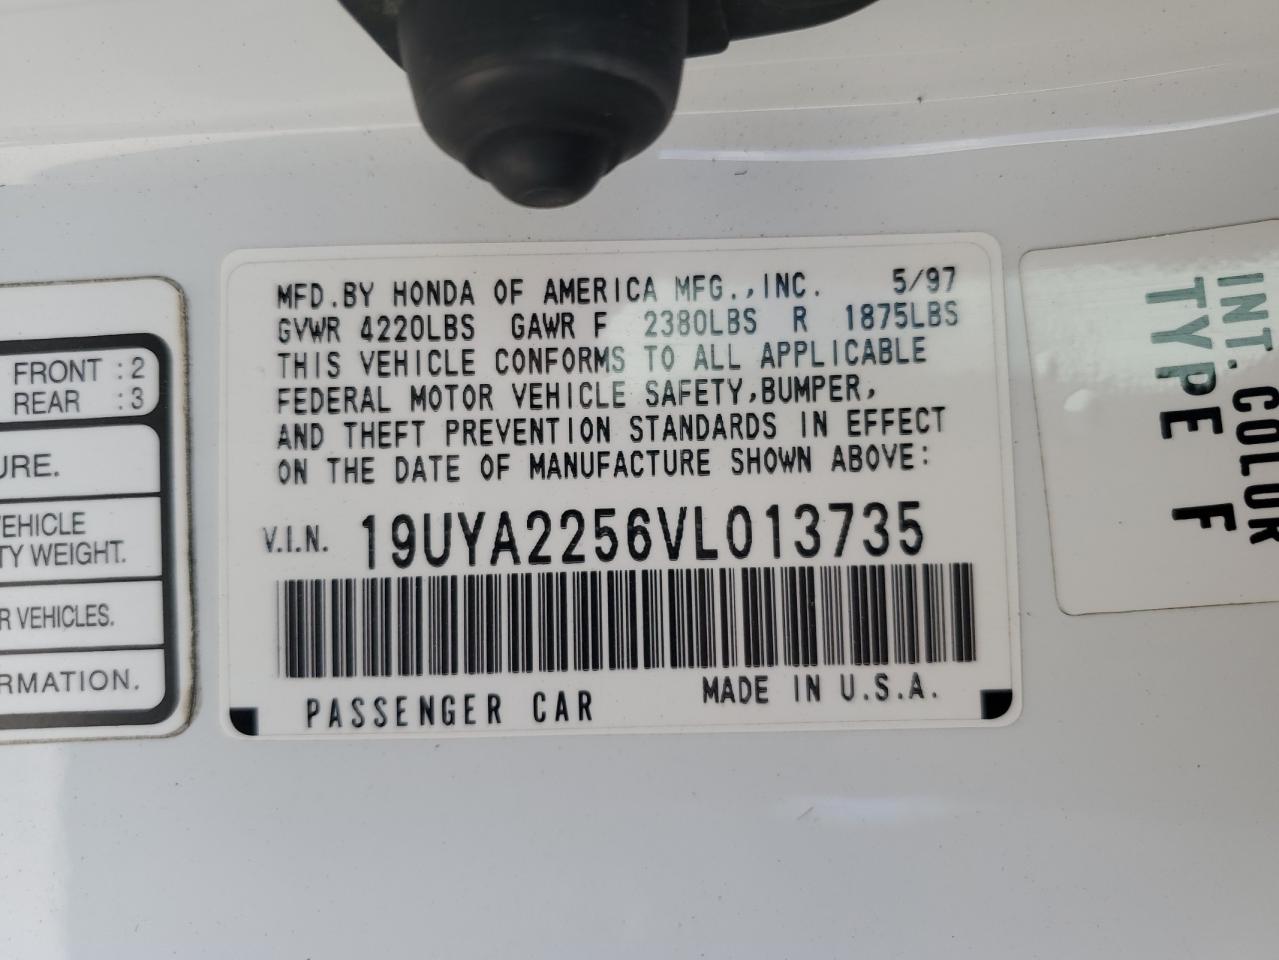 FRONT : 2
REAR : 3
URE.
VEHICLE
TY WEIGHT.
R VEHICLES.
RMATION.
MFD.BY HONDA OF AMERICA MFG.,INC. 5/97
GVWR 4220LBS GAWR F 2380LBS R 1875LBS
THIS VEHICLE CONFORMS TO ALL APPLICABLE
FEDERAL MOTOR VEHICLE SAFETY,BUMPER,
AND THEFT PREVENTION STANDARDS IN EFFECT
ON THE DATE OF MANUFACTURE SHOWN ABOVE:
V.I.N. 19UYA2256VL013735
PASSENGER CAR MADE IN U.S.A.
INT. COLOR
TYPE F